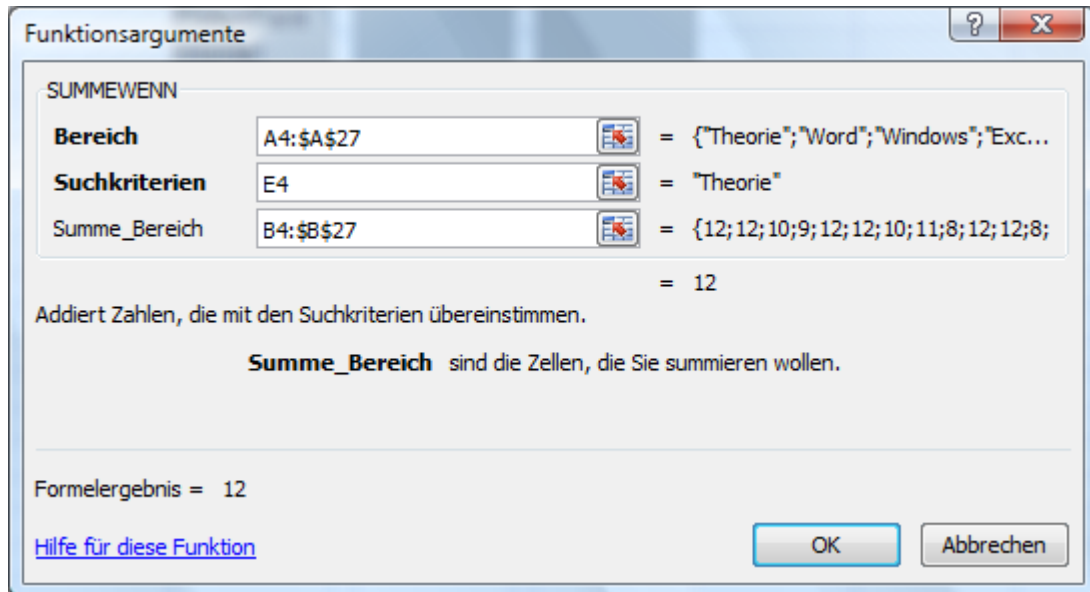 Funktionsargumente
SUMMEWENN
Bereich A4:$A$27 = {"Theorie";"Word";"Windows";"Exc...
Suchkriterien E4 = "Theorie"
Summe_Bereich B4:$B$27 = {12;12;10;9;12;12;10;11;8;12;12;8;
= 12
Addiert Zahlen, die mit den Suchkriterien übereinstimmen.
Summe_Bereich sind die Zellen, die Sie summieren wollen.
Formelergebnis = 12
Hilfe für diese Funktion OK Abbrechen